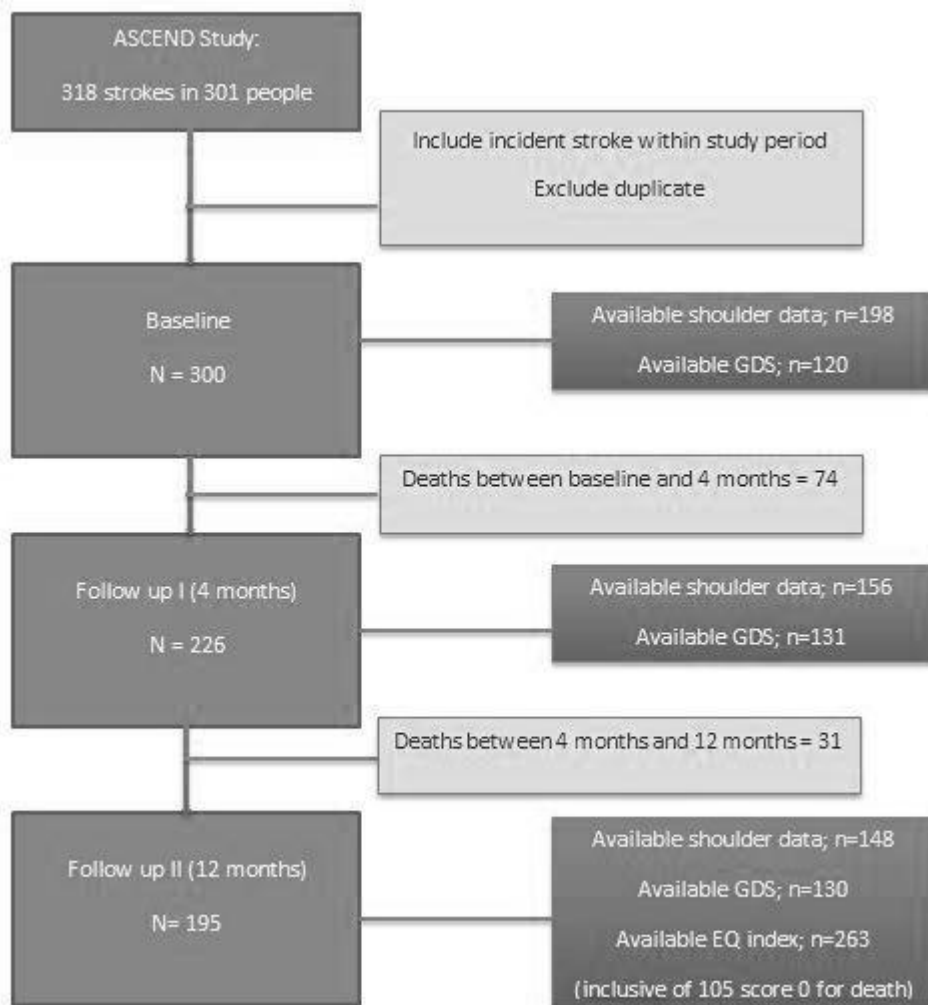 ASCEND Study:
318 strokes in 301 people
Include incident stroke within study period
Exclude duplicate
Baseline
N = 300
Available shoulder data; n=198
Available GDS; n=120
Deaths between baseline and 4 months = 74
Follow up I (4 months)
N = 226
Available shoulder data; n=156
Available GDS; n=131
Deaths between 4 months and 12 months = 31
Follow up II (12 months)
N= 195
Available shoulder data; n=148
Available GDS; n=130
Available EQ index; n=263
(inclusive of 105 score 0 for death)